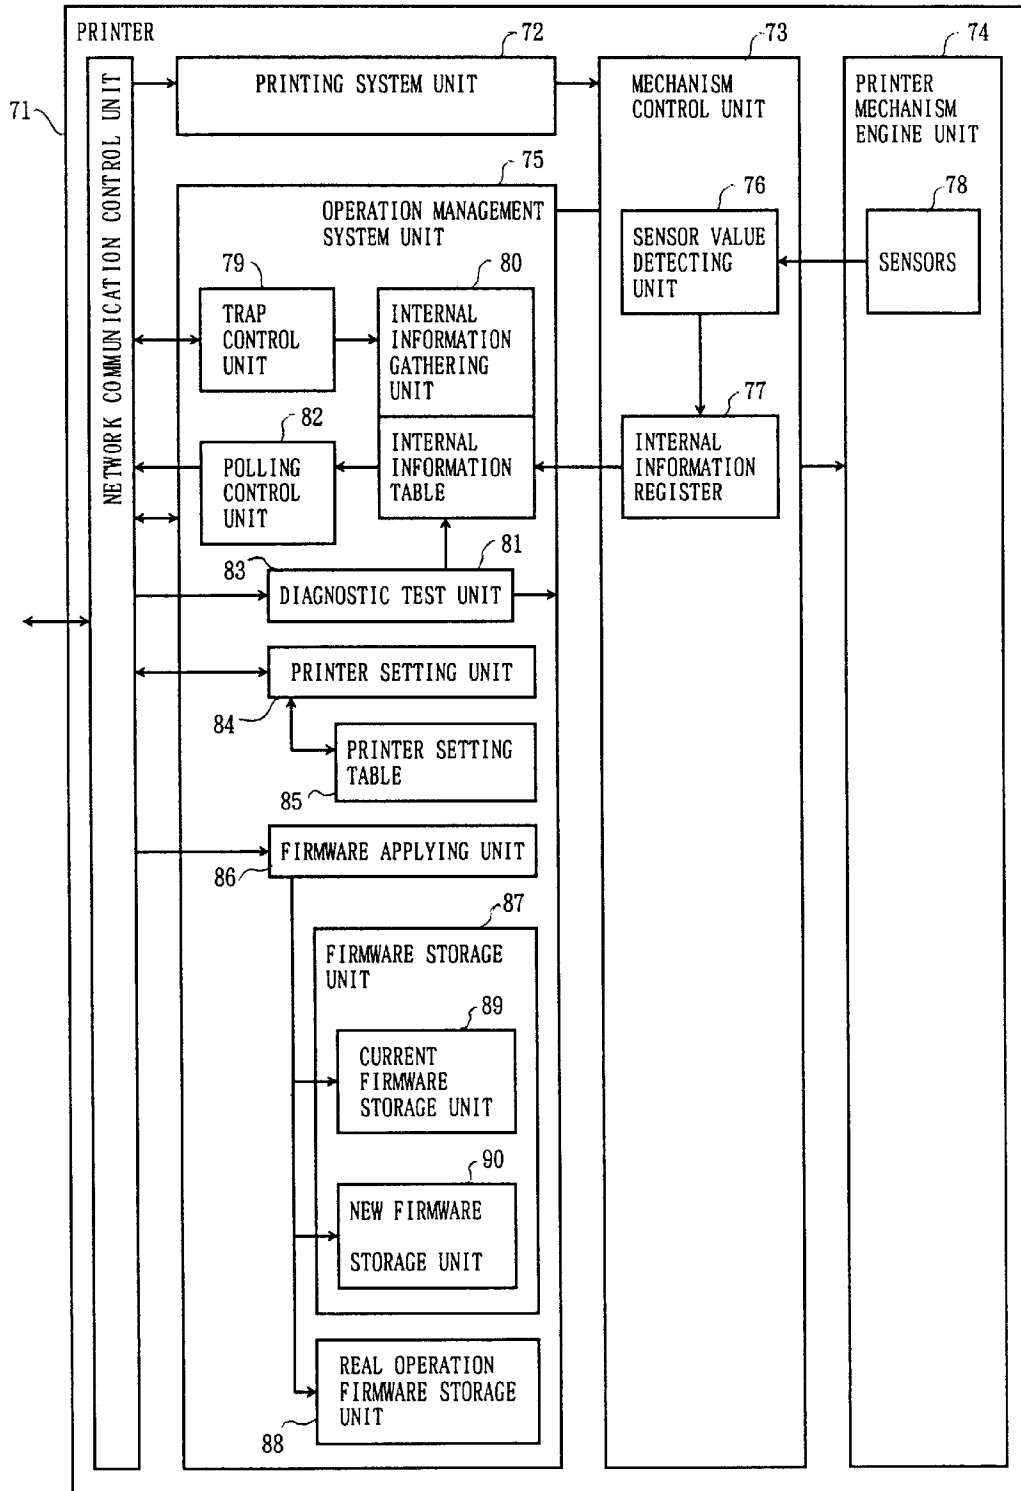 PRINTER
71
NETWORK COMMUNICATION CONTROL UNIT
72
PRINTING SYSTEM UNIT
73
MECHANISM
CONTROL UNIT
74
PRINTER
MECHANISM
ENGINE UNIT
75
OPERATION MANAGEMENT
SYSTEM UNIT
76
SENSOR VALUE
DETECTING
UNIT
78
SENSORS
79
TRAP
CONTROL
UNIT
80
INTERNAL
INFORMATION
GATHERING
UNIT
77
INTERNAL
INFORMATION
REGISTER
82
POLLING
CONTROL
UNIT
INTERNAL
INFORMATION
TABLE
81
83
DIAGNOSTIC TEST UNIT
PRINTER SETTING UNIT
84
PRINTER SETTING
TABLE
85
FIRMWARE APPLYING UNIT
86
87
FIRMWARE STORAGE
UNIT
89
CURRENT
FIRMWARE
STORAGE UNIT
90
NEW FIRMWARE
STORAGE UNIT
REAL OPERATION
FIRMWARE STORAGE
UNIT
88